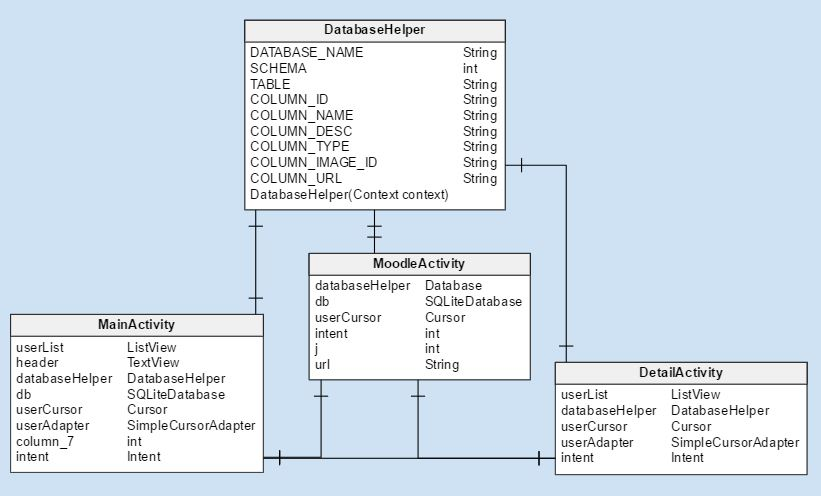 DatabaseHelper
DATABASE_NAME String
SCHEMA int
TABLE String
COLUMN_ID String
COLUMN_NAME String
COLUMN_DESC String
COLUMN_TYPE String
COLUMN_IMAGE_ID String
COLUMN_URL String
DatabaseHelper(Context context)
MoodleActivity
databaseHelper Database
db SQLiteDatabase
userCursor Cursor
intent int
j int
url String
MainActivity
userList ListView
header TextView
databaseHelper DatabaseHelper
db SQLiteDatabase
userCursor Cursor
userAdapter SimpleCursorAdapter
column_7 int
intent Intent
DetailActivity
userList ListView
databaseHelper DatabaseHelper
userCursor Cursor
userAdapter SimpleCursorAdapter
intent Intent